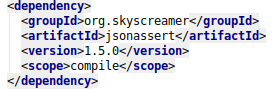 <dependency>
<groupId>org.skyscreamer</groupId>
<artifactId>jsonassert</artifactId>
<version>1.5.0</version>
<scope>compile</scope>
</dependency>